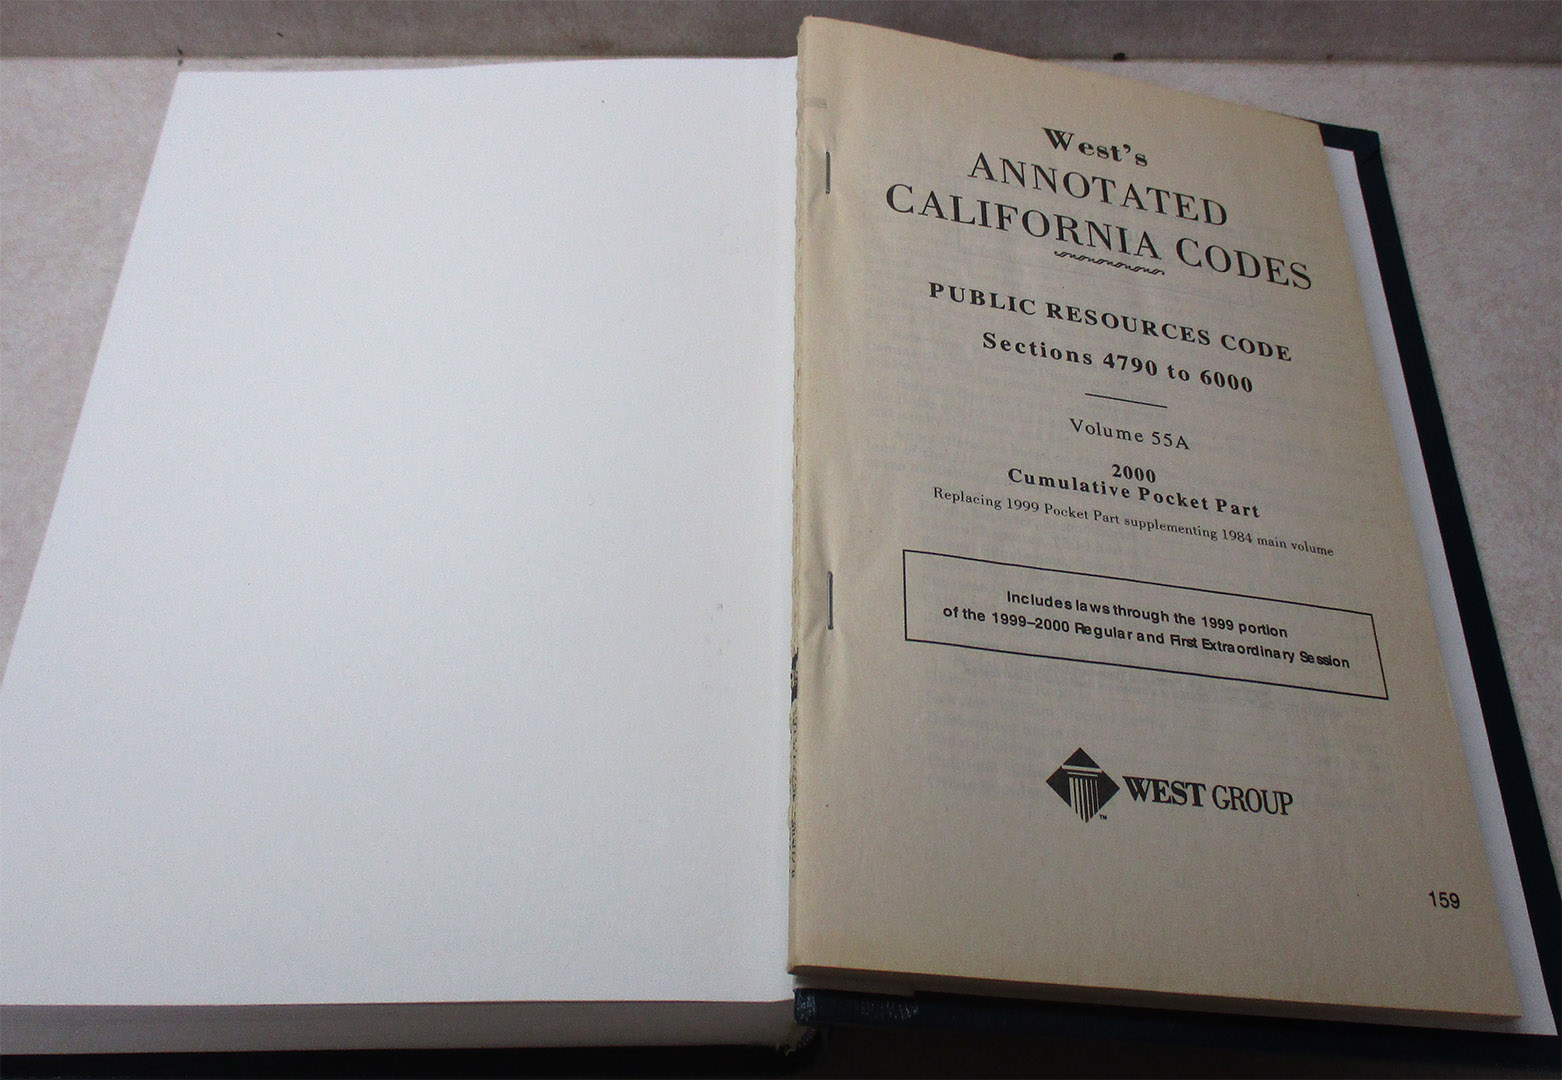 West's
ANNOTATED
CALIFORNIA CODES
PUBLIC RESOURCES CODE
Sections 4790 to 6000
Volume 55A
2000
Cumulative Pocket Part
Replacing 1999 Pocket Part supplementing 1984 main volume
Includes laws through the 1999 portion
of the 1999–2000 Regular and First Extraordinary Session
WEST GROUP
TM
159